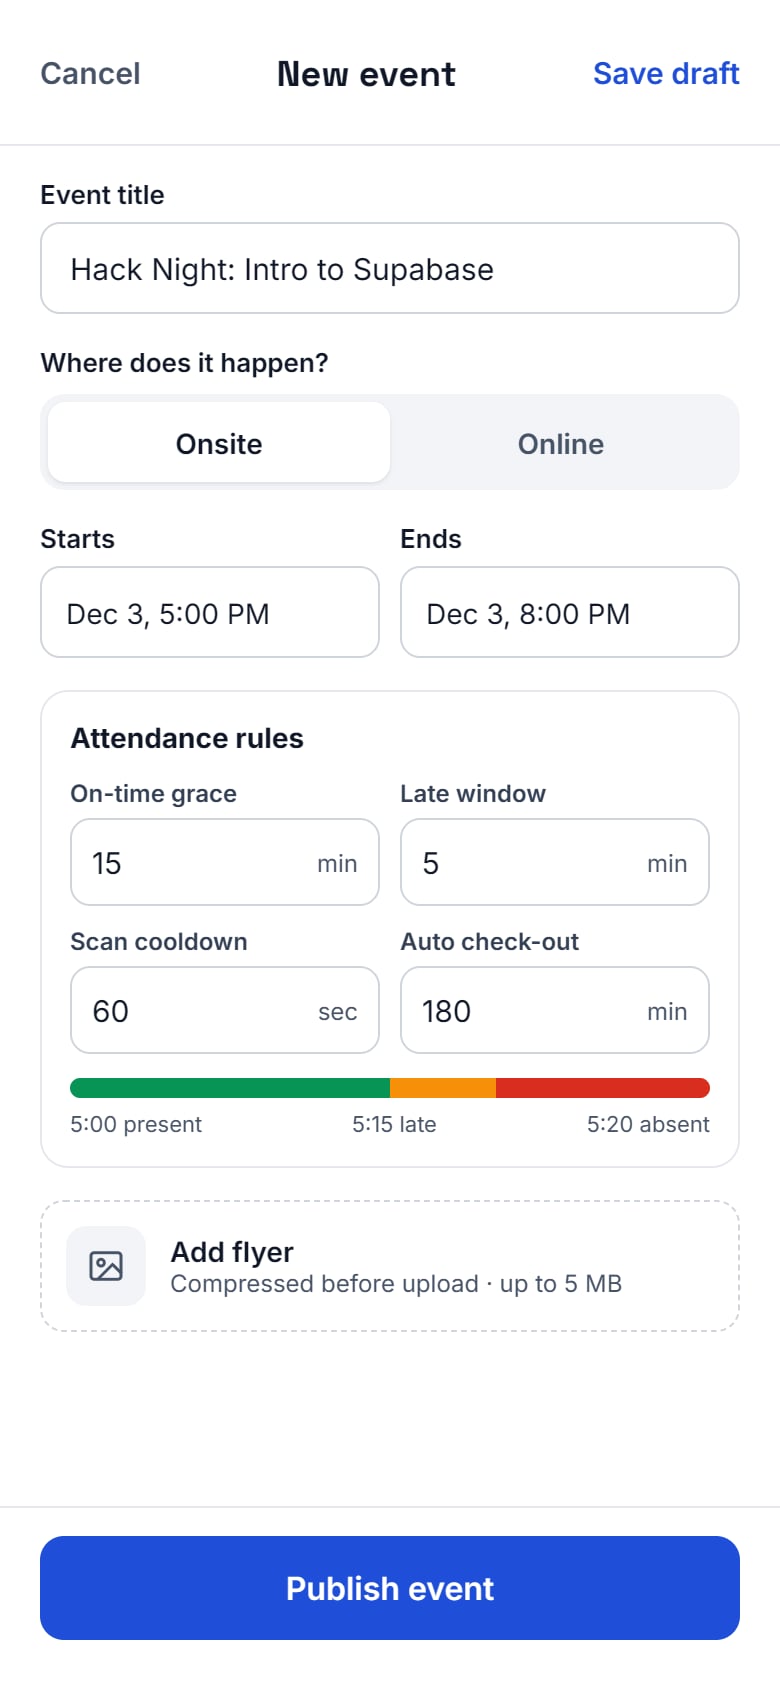 Cancel
New event
Save draft
Event title
Hack Night: Intro to Supabase
Where does it happen?
Onsite
Online
Starts
Ends
Dec 3, 5:00 PM
Dec 3, 8:00 PM
Attendance rules
On-time grace
Late window
15 min
5 min
Scan cooldown
Auto check-out
60 sec
180 min
5:00 present
5:15 late
5:20 absent
Add flyer
Compressed before upload · up to 5 MB
Publish event